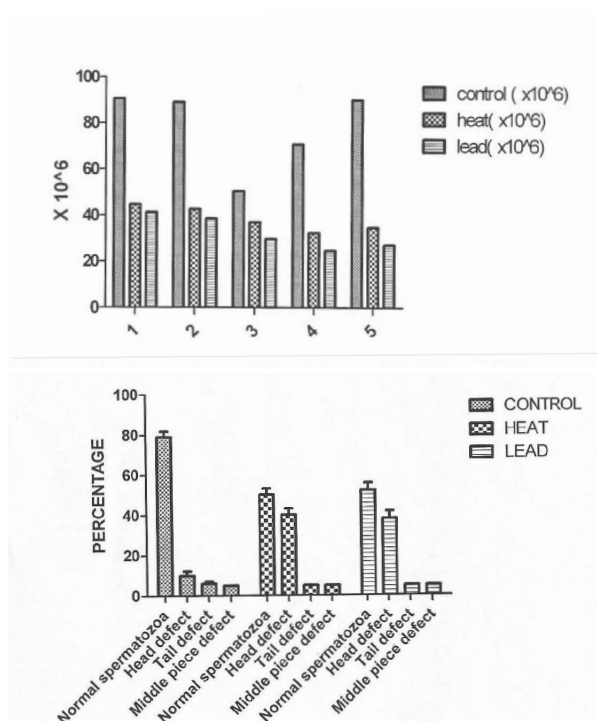 100
80
60
40
20
0
X 10^6
1
2
3
4
5
control ( x10^6)
heat( x10^6)
lead( x10^6)
100
80
60
40
20
0
PERCENTAGE
Normal spermatozoa
Head defect
Tail defect
Middle piece defect
Normal spermatozoa
Head defect
Tail defect
Middle piece defect
Normal spermatozoa
Head defect
Tail defect
Middle piece defect
CONTROL
HEAT
LEAD